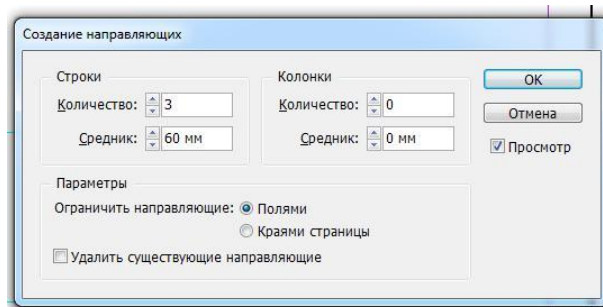 Создание направляющих
Строки
Количество: 3
Средник: 60 мм
Колонки
Количество: 0
Средник: 0 мм
OK
Отмена
Просмотр
Параметры
Ограничить направляющие: Полями
Краями страницы
Удалить существующие направляющие